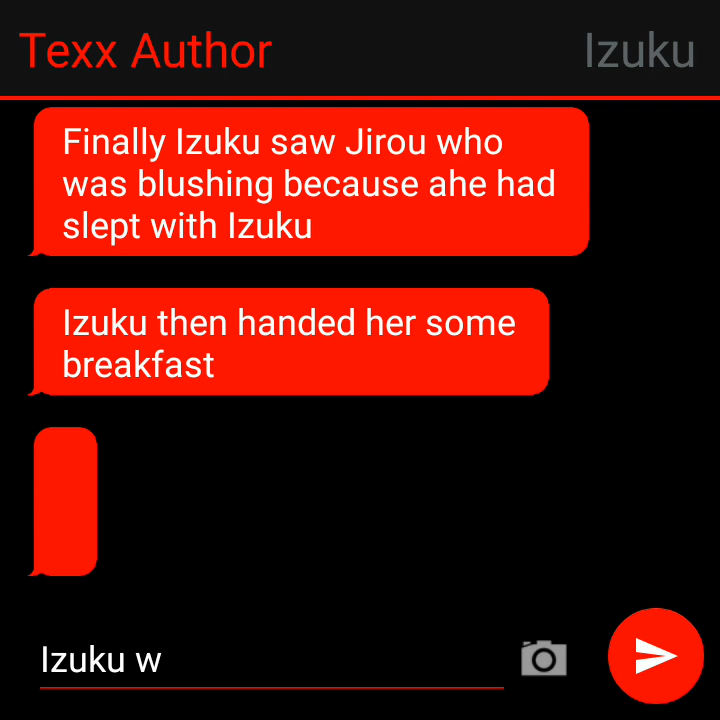 Texx Author Izuku
Finally Izuku saw Jirou who
was blushing because ahe had
slept with Izuku
Izuku then handed her some
breakfast
Izuku w